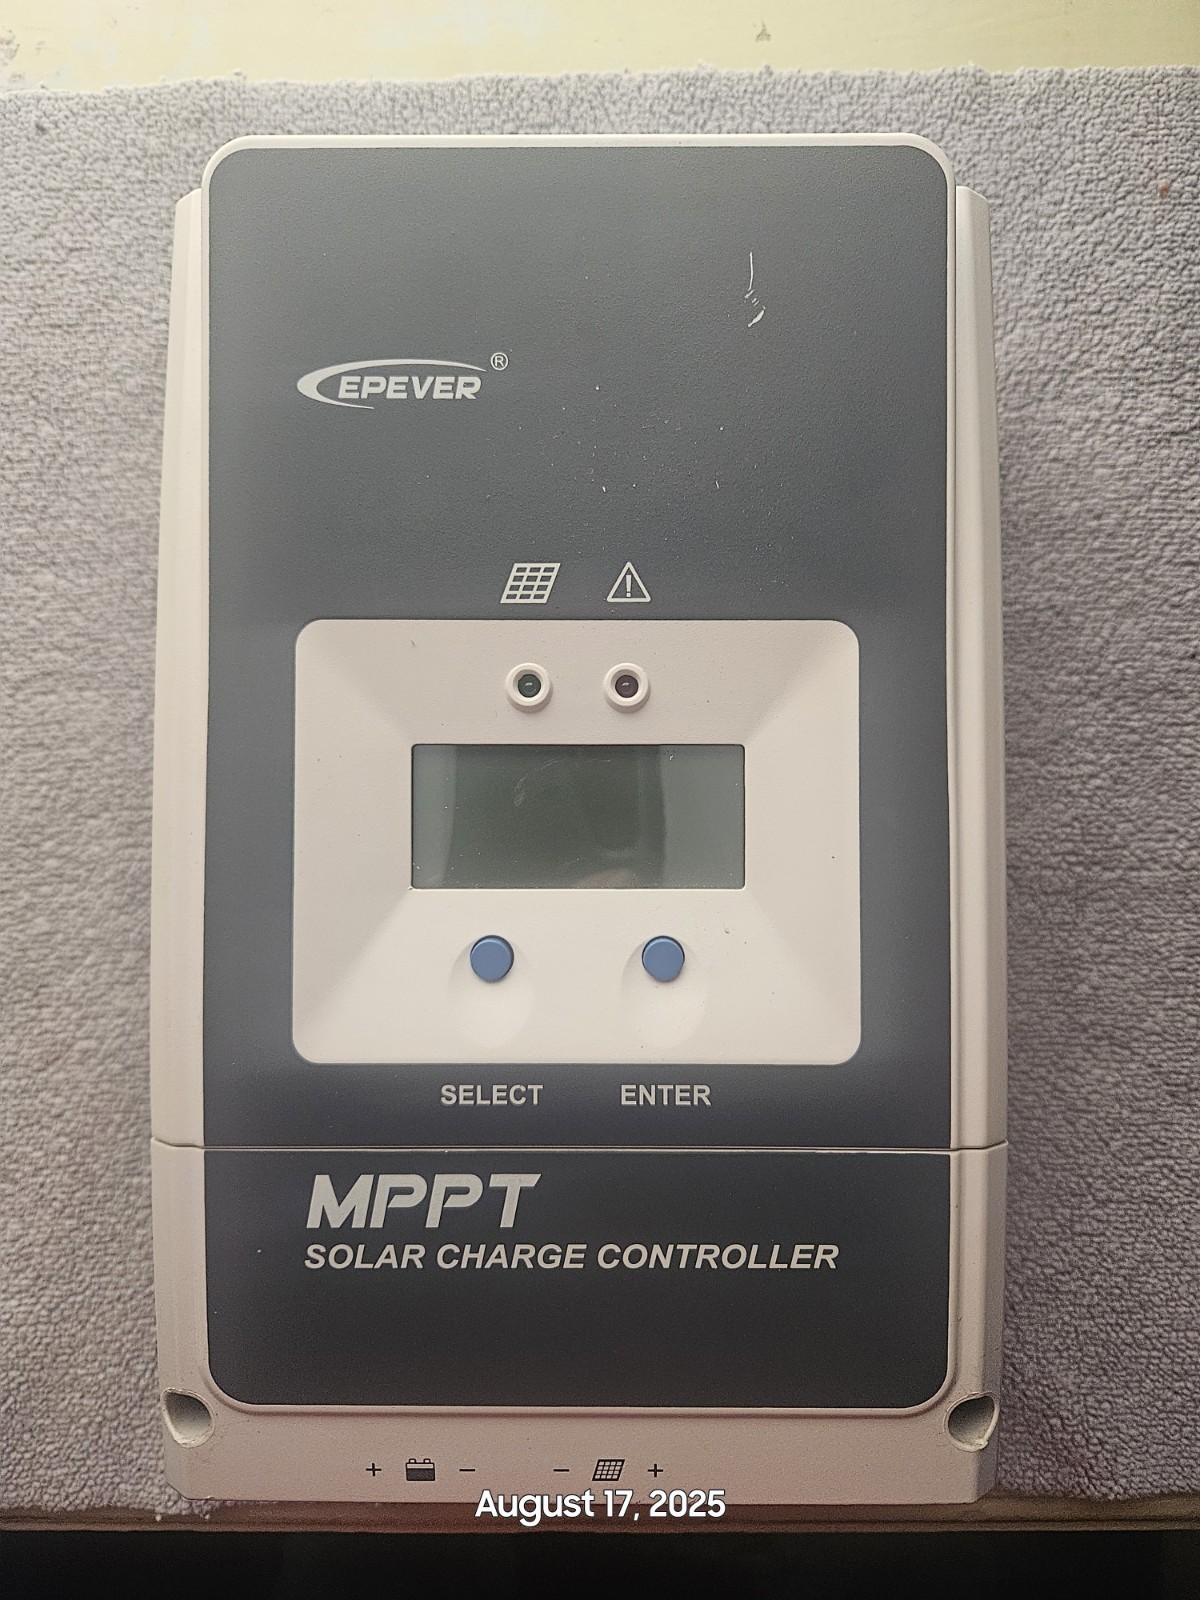 EPEVER®
SELECT ENTER
MPPT
SOLAR CHARGE CONTROLLER
+ − − +
August 17, 2025